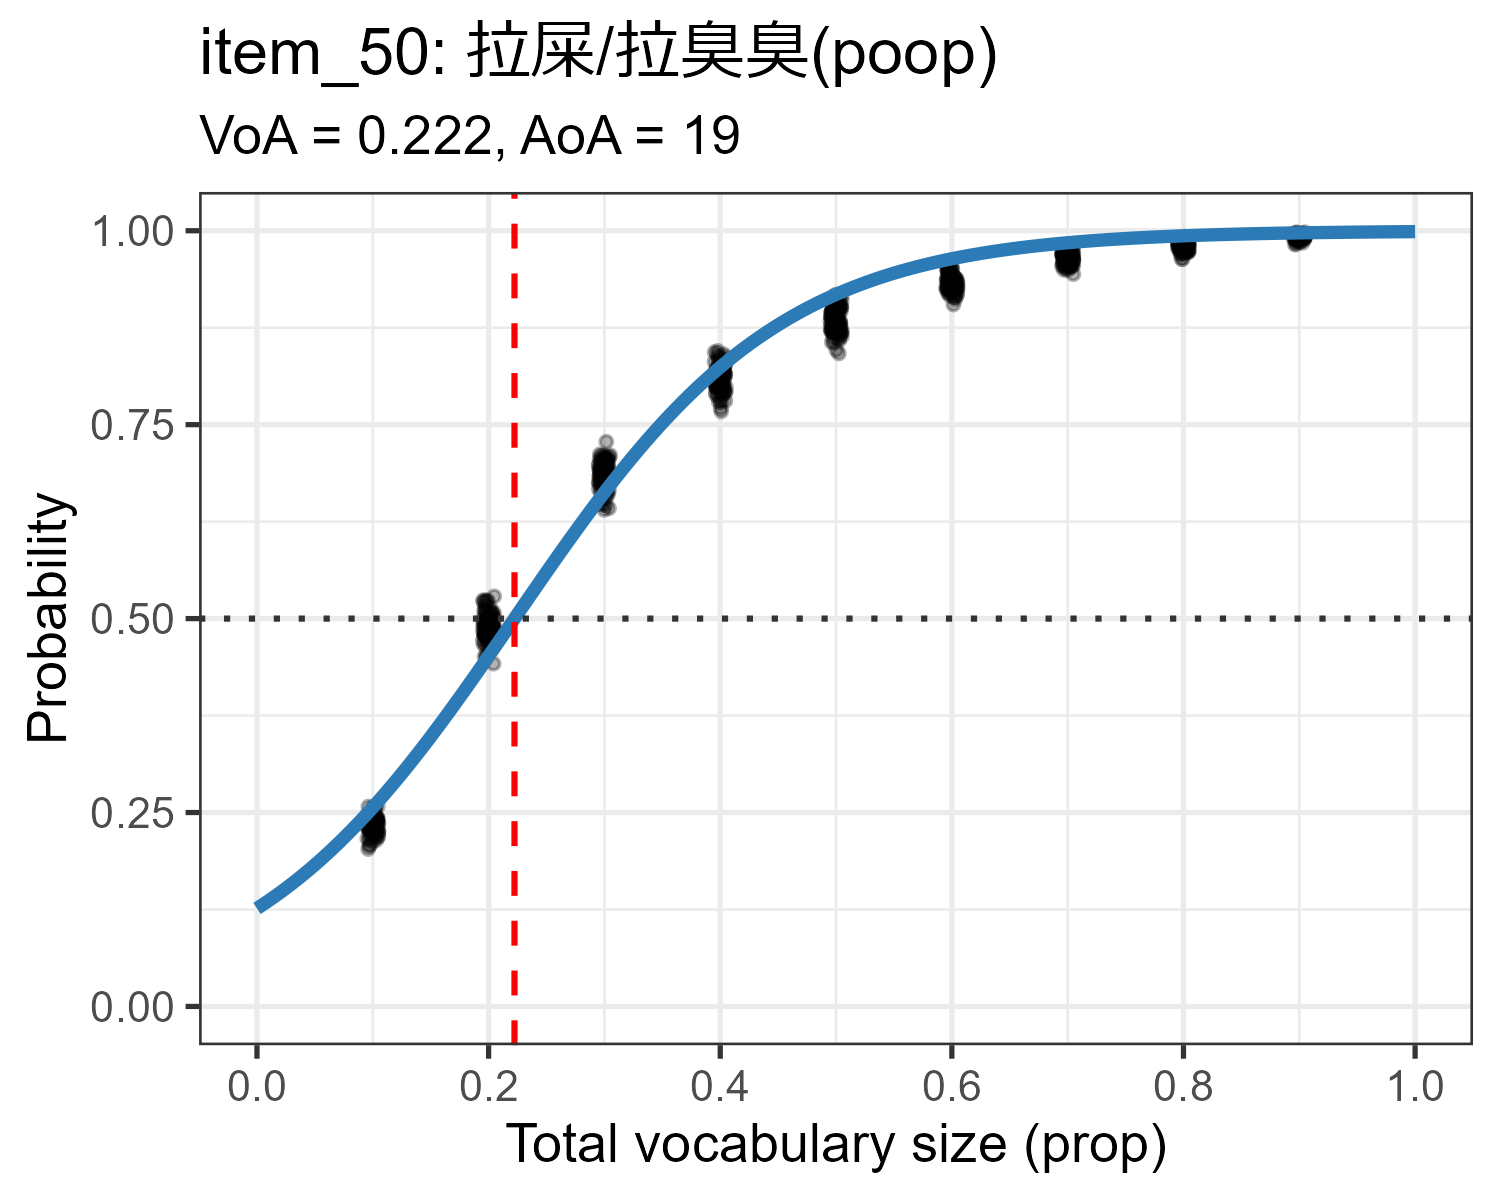 item_50: 拉屎/拉臭臭(poop)
VoA = 0.222, AoA = 19
Probability
1.00
0.75
0.50
0.25
0.00
0.0 0.2 0.4 0.6 0.8 1.0
Total vocabulary size (prop)